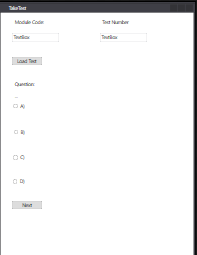 TakeTest
Module Code: Test Number
TextBox TextBox
Load Test
Question:
A)
B)
C)
D)
Next